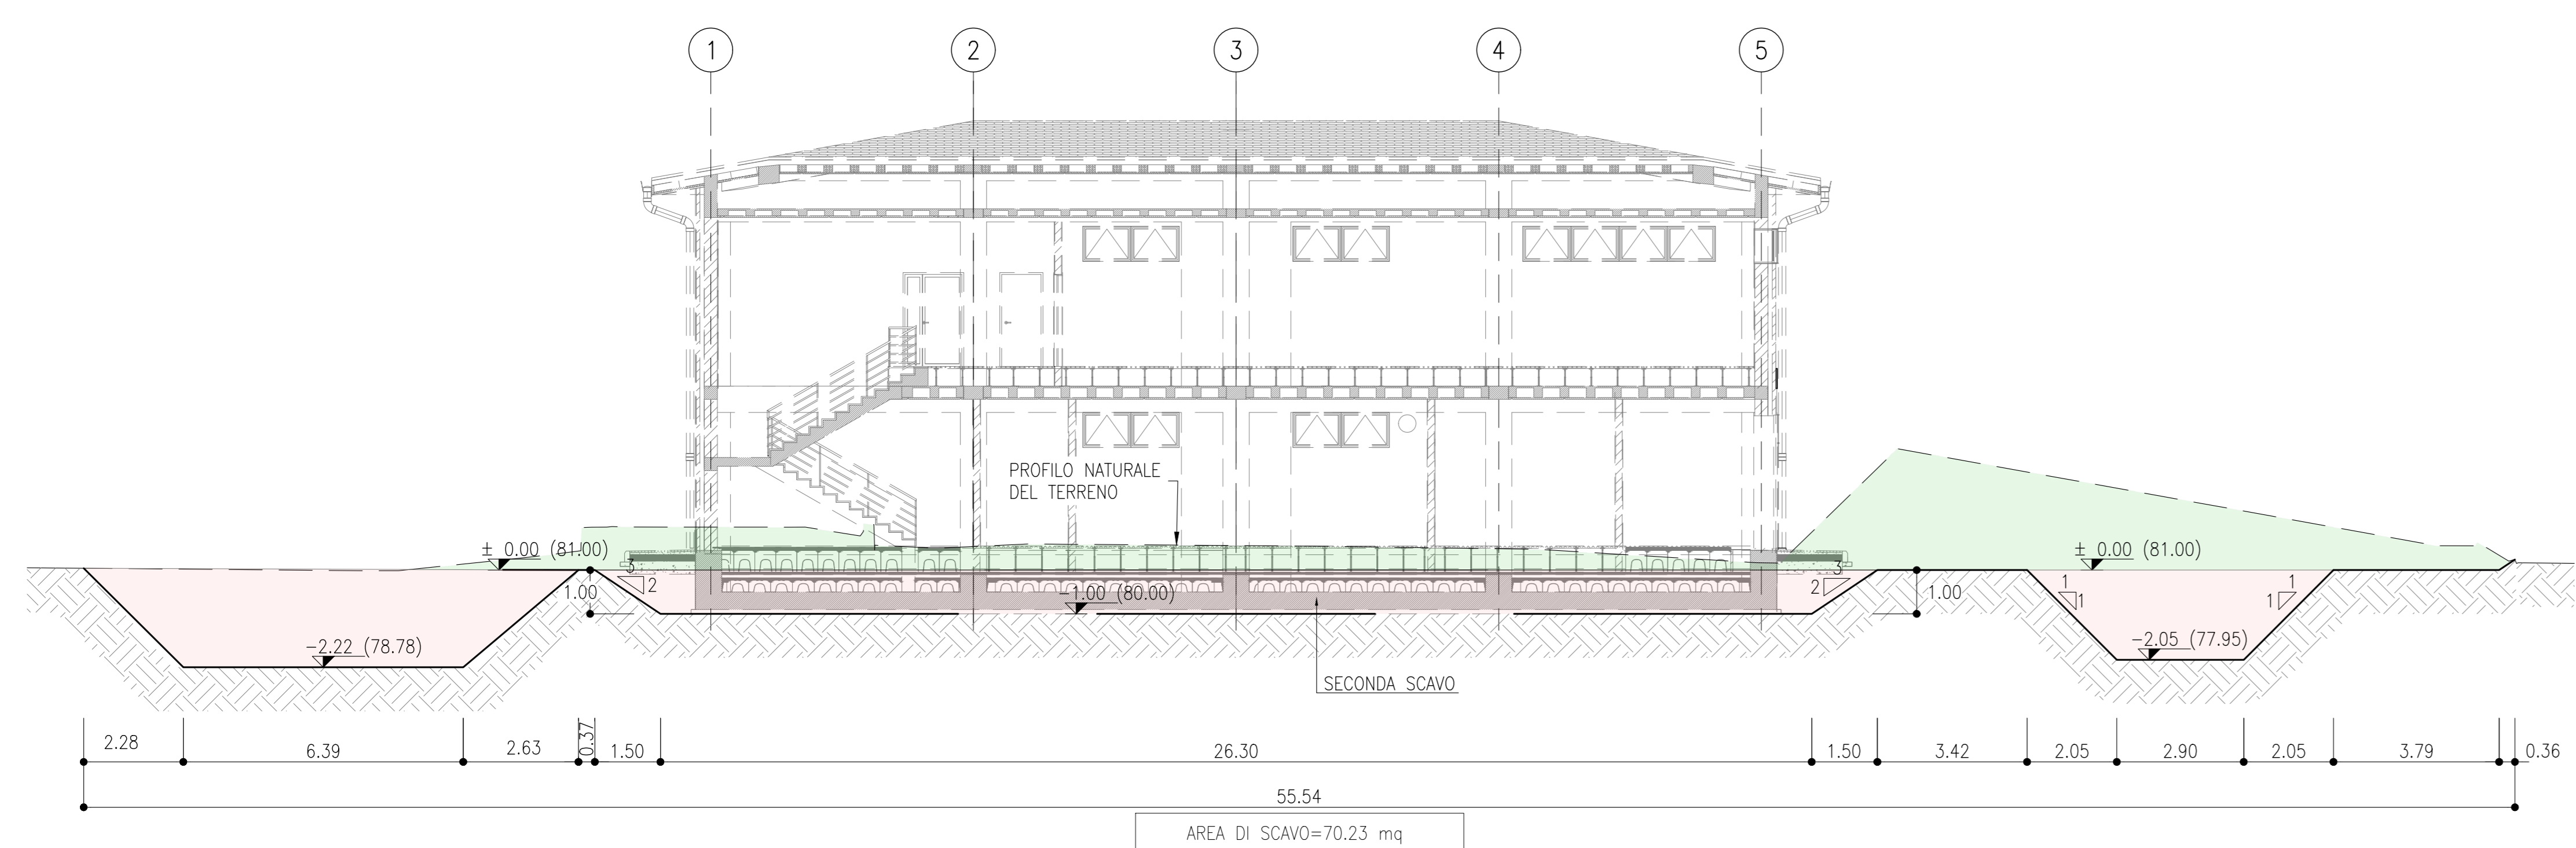 1 2 3 4 5
PROFILO NATURALE
DEL TERRENO
± 0.00 (81.00)
± 0.00 (81.00)
3
2
1.00
-1.00 (80.00)
3
2
1.00
1
1
1
1
-2.22 (78.78)
-2.05 (77.95)
SECONDA SCAVO
2.28 6.39 2.63 0.37 1.50 26.30 1.50 3.42 2.05 2.90 2.05 3.79 0.36
55.54
AREA DI SCAVO=70.23 mq